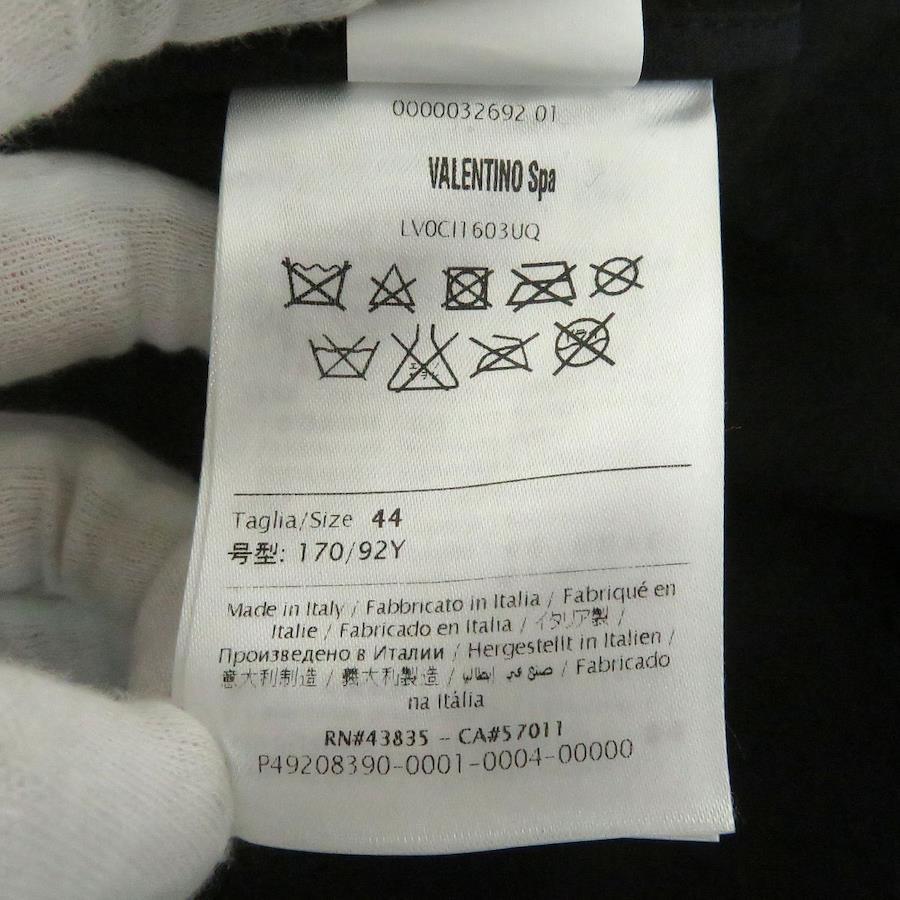 0000032692 01
VALENTINO Spa
LV0CI1603UQ
Taglia/Size 44
号型: 170/92Y
Made in Italy / Fabbricato in Italia / Fabriqué en
Italie / Fabricado en Italia / イタリア製 /
Произведено в Италии / Hergestellt in Italien /
意大利制造 / 義大利製造 / صنع في إيطاليا / Fabricado
na Itália
RN#43835 - CA#57011
P49208390-0001-0004-00000